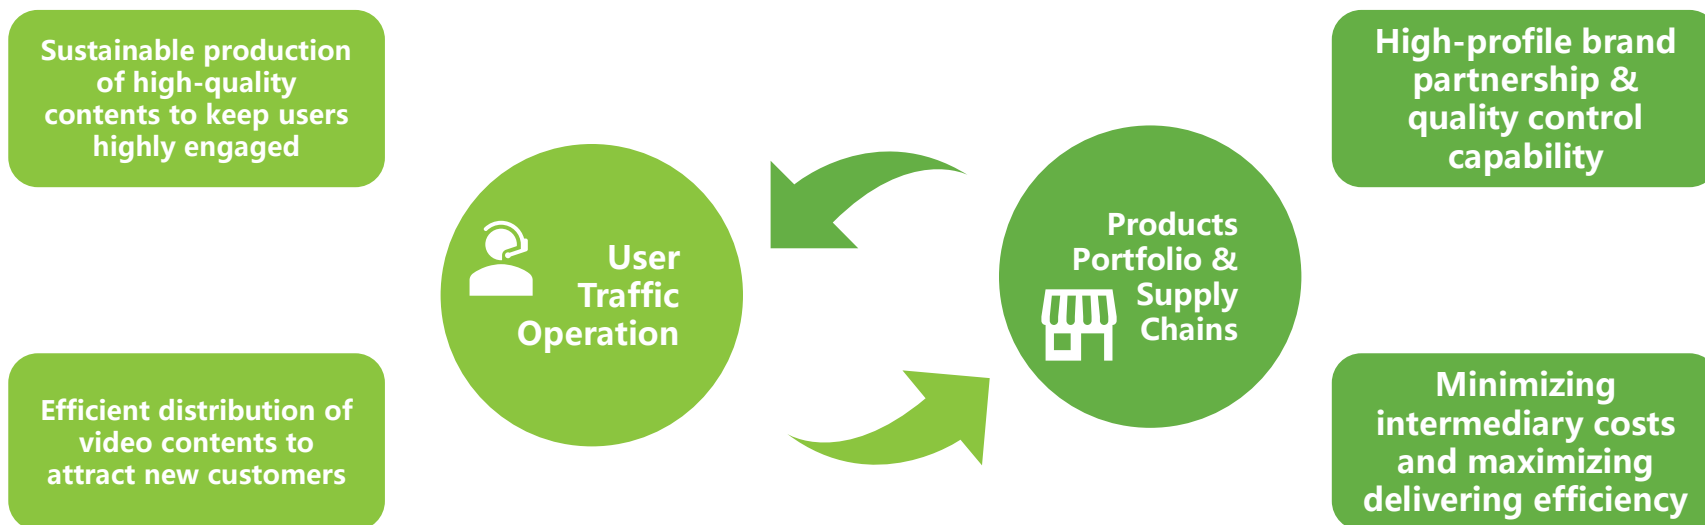 Sustainable production
of high-quality
contents to keep users
highly engaged
Efficient distribution of
video contents to
attract new customers
User
Traffic
Operation
Products
Portfolio &
Supply
Chains
High-profile brand
partnership &
quality control
capability
Minimizing
intermediary costs
and maximizing
delivering efficiency